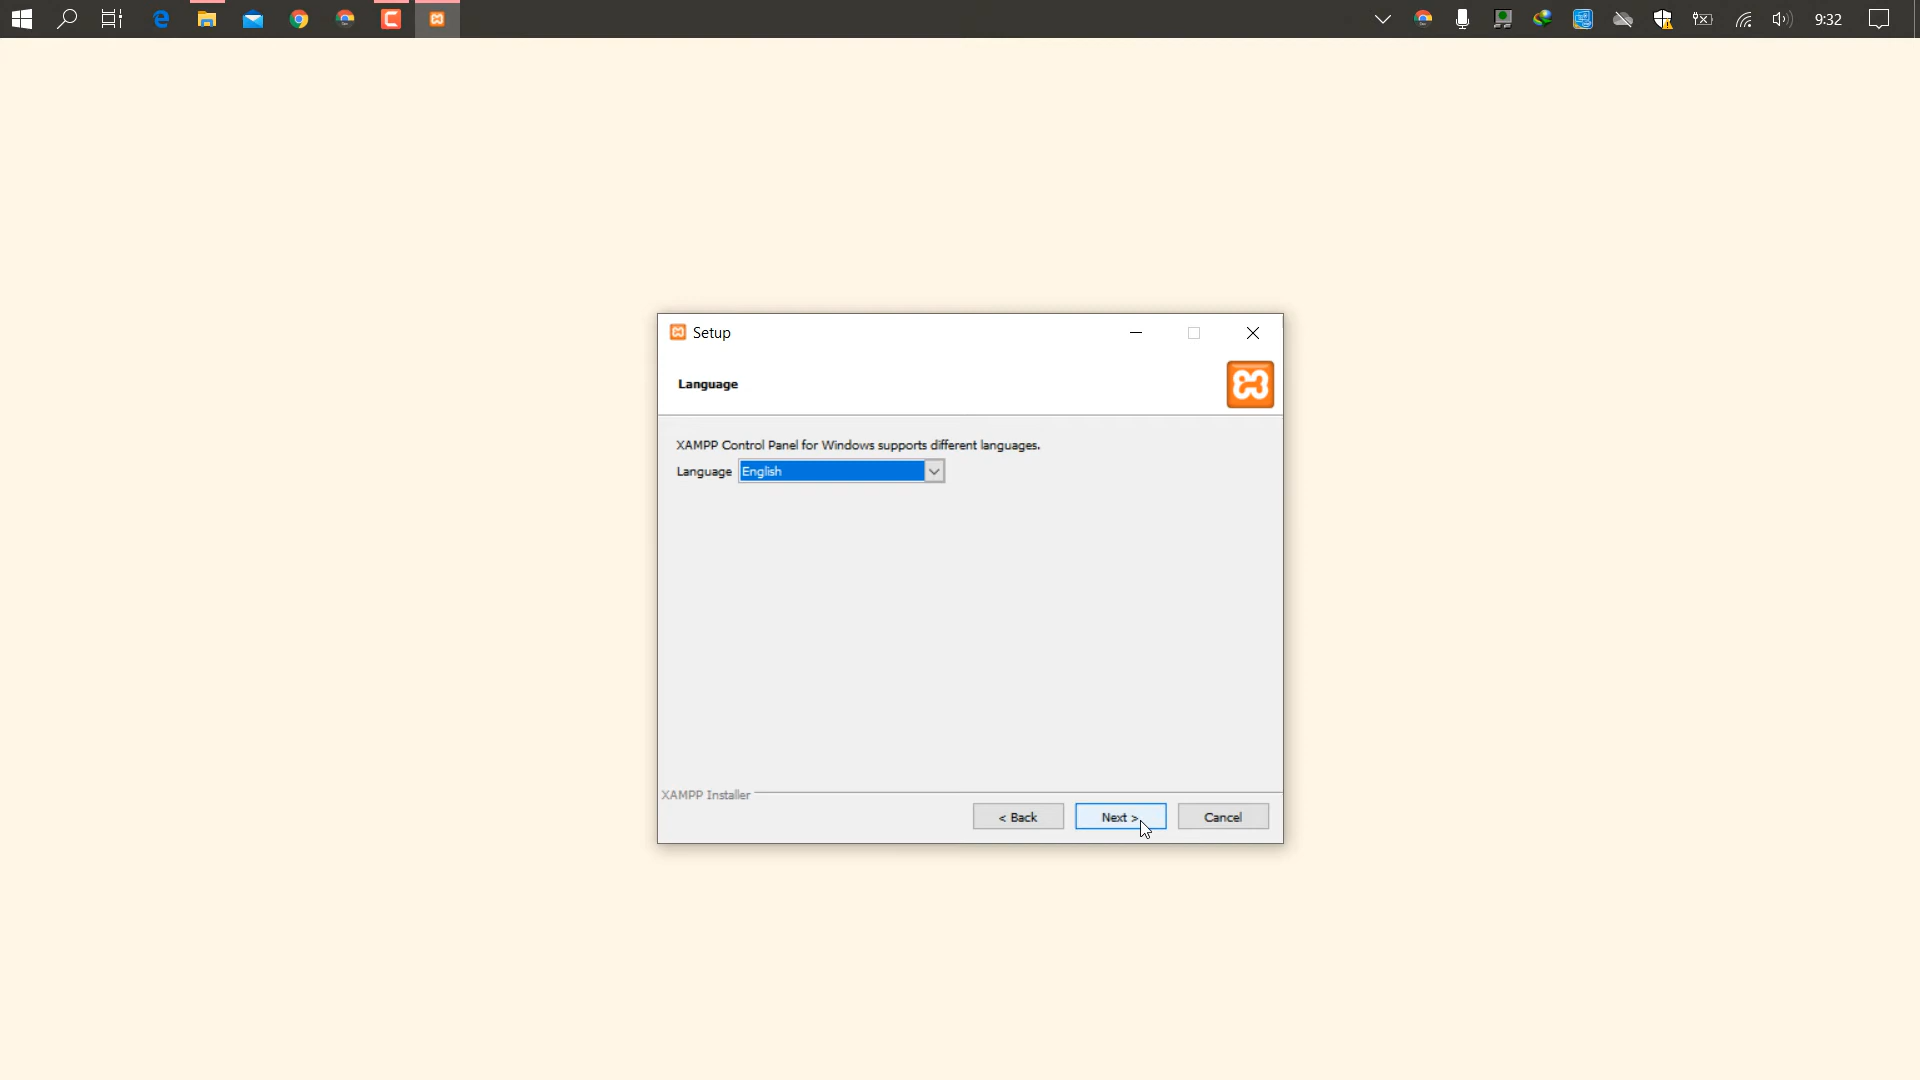 9:32
Setup
Language
XAMPP Control Panel for Windows supports different languages.
Language English
XAMPP Installer
< Back Next > Cancel